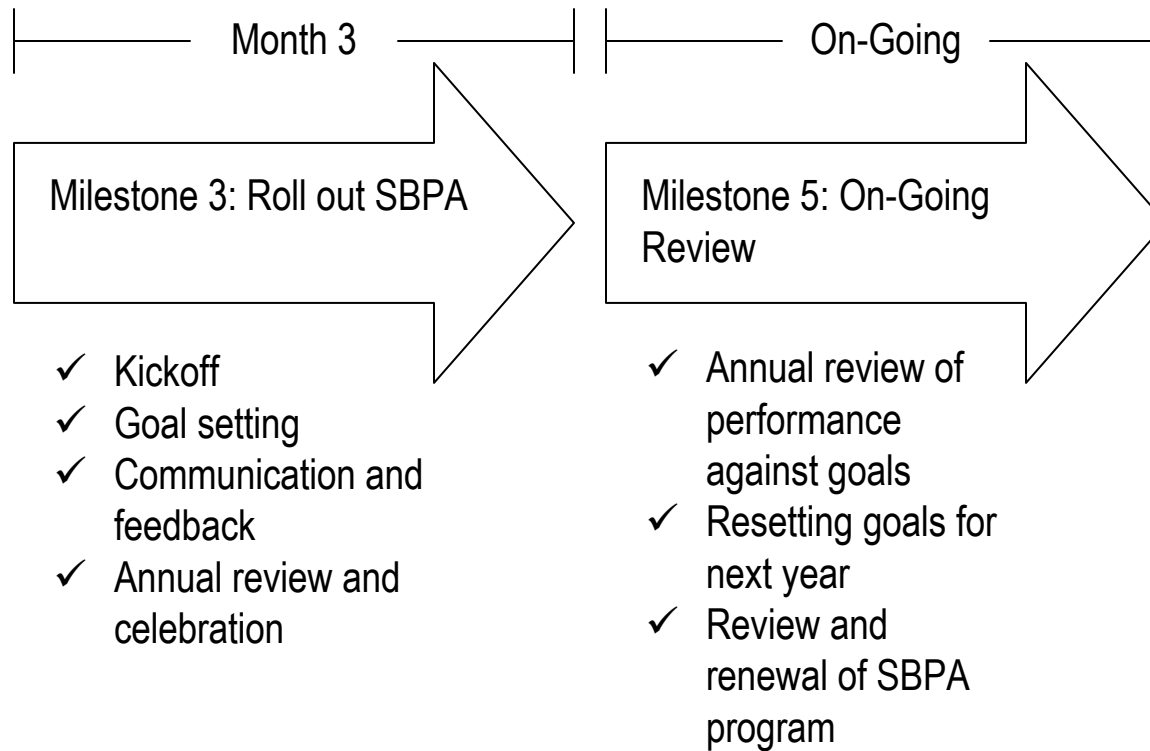 Month 3
Milestone 3: Roll out SBPA
✓ Kickoff
✓ Goal setting
✓ Communication and
feedback
✓ Annual review and
celebration
On-Going
Milestone 5: On-Going
Review
✓ Annual review of
performance
against goals
✓ Resetting goals for
next year
✓ Review and
renewal of SBPA
program